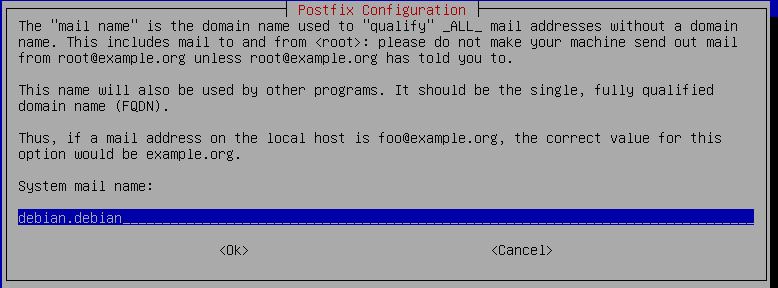 Postfix Configuration
The "mail name" is the domain name used to "qualify" _ALL_ mail addresses without a domain
name. This includes mail to and from <root>: please do not make your machine send out mail
from root@example.org unless root@example.org has told you to.
This name will also be used by other programs. It should be the single, fully qualified
domain name (FQDN).
Thus, if a mail address on the local host is foo@example.org, the correct value for this
option would be example.org.
System mail name:
debian.debian
<Ok> <Cancel>